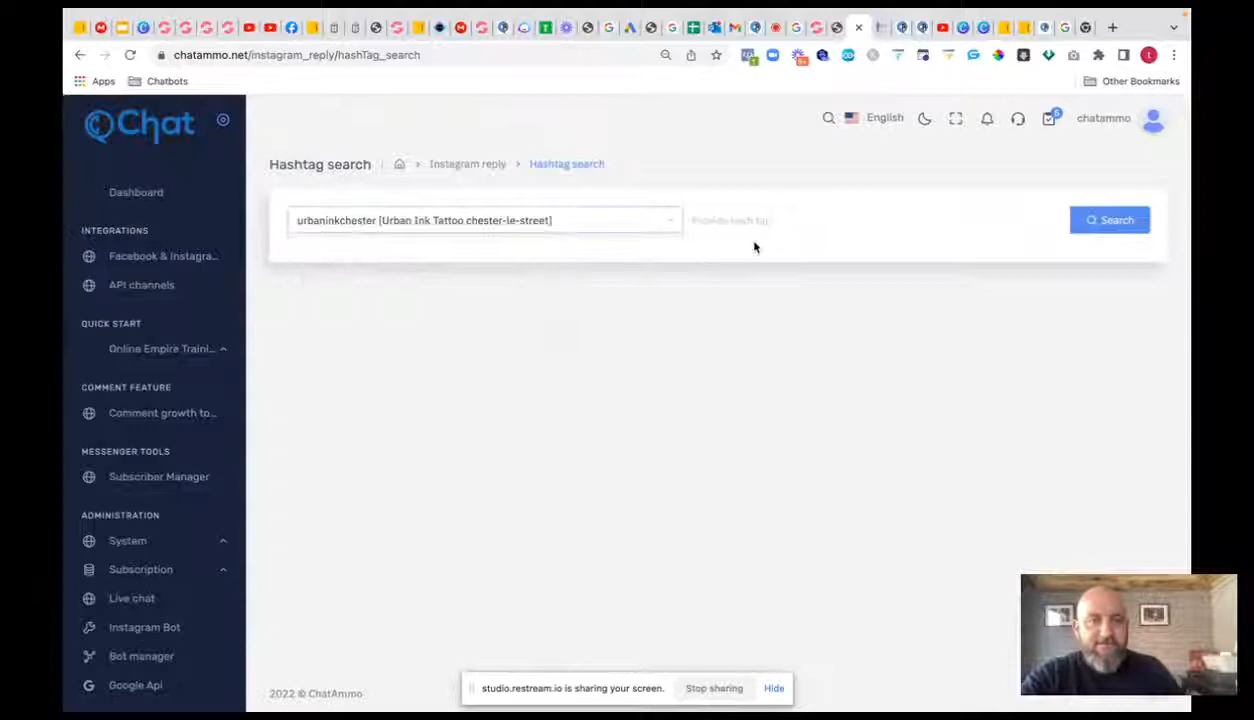 chatammo.net/instagram_reply/hashTag_search
Apps
Chatbots
Other Bookmarks
Chat
English
6
chatammo
Hashtag search
Instagram reply
Hashtag search
urbaninkchester [Urban Ink Tattoo chester-le-street]
Search
Dashboard
INTEGRATIONS
Facebook & Instagra...
API channels
QUICK START
Online Empire Traini...
COMMENT FEATURE
Comment growth to...
MESSENGER TOOLS
Subscriber Manager
ADMINISTRATION
System
Subscription
Live chat
Instagram Bot
Bot manager
Google Api
2022 © ChatAmmo
studio.restream.io is sharing your screen.
Stop sharing
Hide